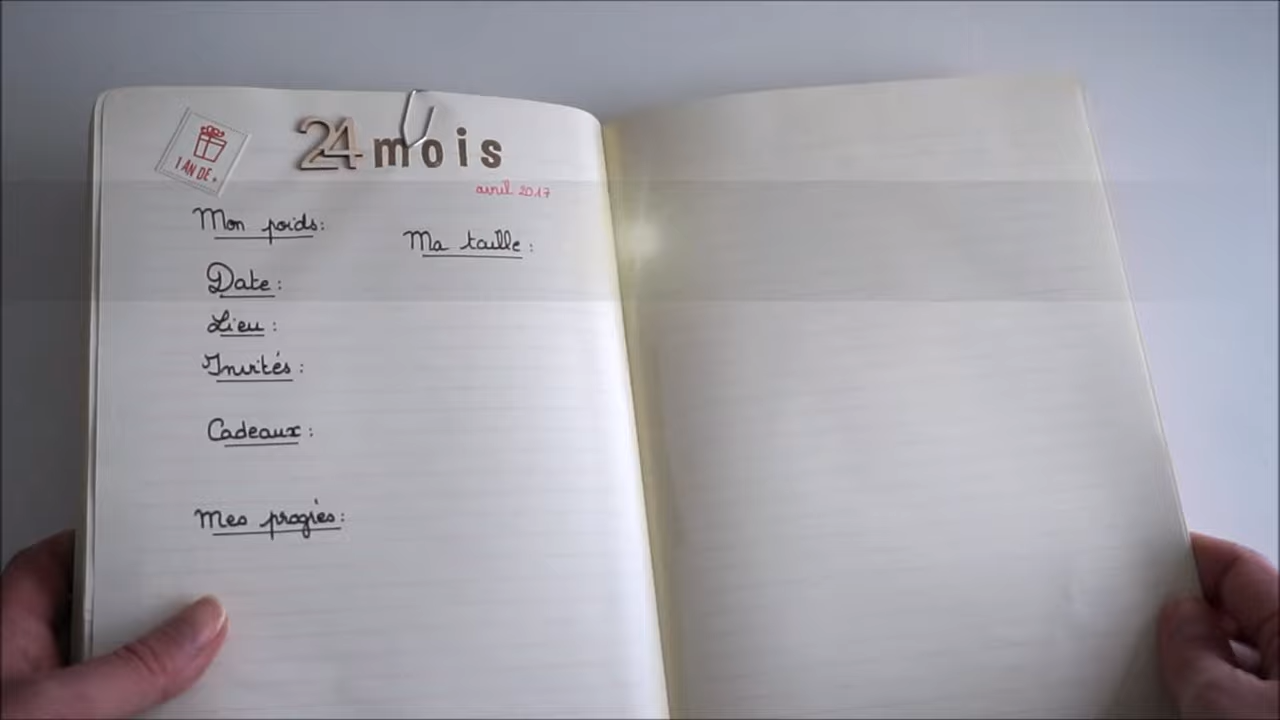 1 AN DE +
24 mois
avril 2017
Mon poids :
Ma taille :
Date :
Lieu :
Invités :
Cadeaux :
Mes progrès :